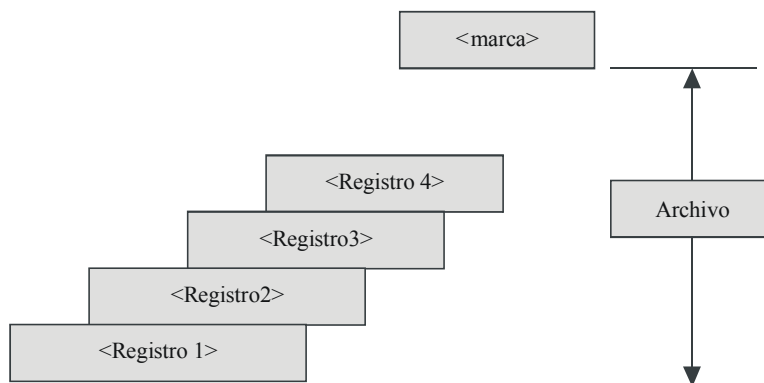 <marca>
<Registro 4>
Archivo
<Registro3>
<Registro2>
<Registro 1>